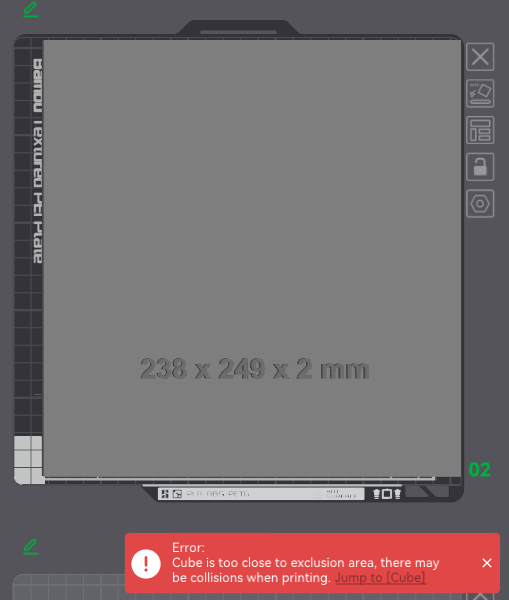 Bambu Textured PEI Plate
238 x 249 x 2 mm
02
PLA·ABS·PETG
Error:
Cube is too close to exclusion area, there may
be collisions when printing. Jump to [Cube]